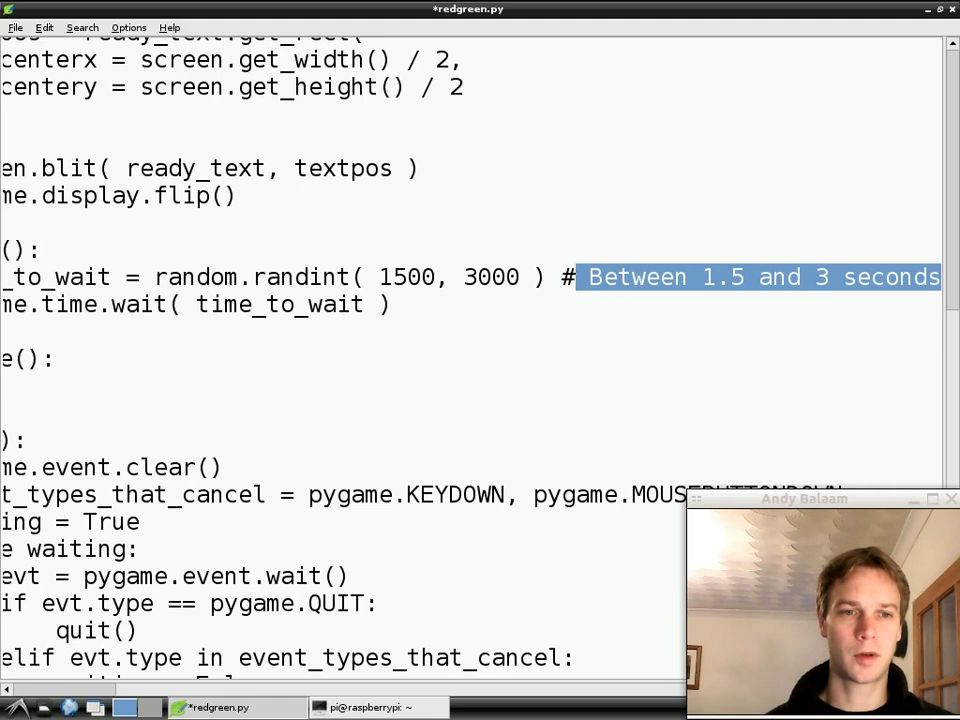 *redgreen.py
File Edit Search Options Help
centerx = screen.get_width() / 2,
centery = screen.get_height() / 2
en.blit( ready_text, textpos )
me.display.flip()
():
_to_wait = random.randint( 1500, 3000 ) # Between 1.5 and 3 seconds
me.time.wait( time_to_wait )
e():
):
me.event.clear()
t_types_that_cancel = pygame.KEYDOWN, pygame.MOUSEBUTTONDOWN
ing = True
e waiting:
evt = pygame.event.wait()
if evt.type == pygame.QUIT:
quit()
elif evt.type in event_types_that_cancel:
Andy Balaam
*redgreen.py
pi@raspberrypi: ~